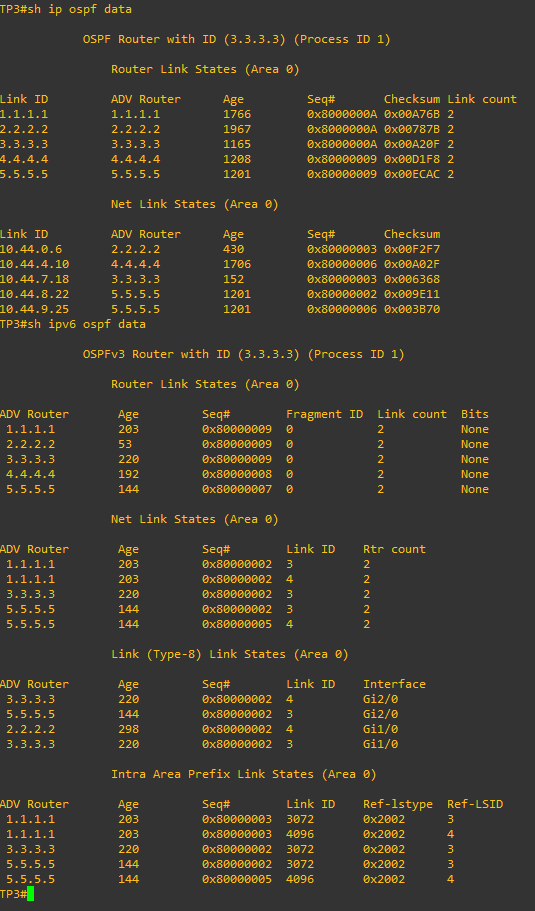 TP3#sh ip ospf data
OSPF Router with ID (3.3.3.3) (Process ID 1)
Router Link States (Area 0)
Link ID ADV Router Age Seq# Checksum Link count
1.1.1.1 1.1.1.1 1766 0x8000000A 0x00A76B 2
2.2.2.2 2.2.2.2 1967 0x8000000A 0x00787B 2
3.3.3.3 3.3.3.3 1165 0x8000000A 0x00A20F 2
4.4.4.4 4.4.4.4 1208 0x80000009 0x00D1F8 2
5.5.5.5 5.5.5.5 1201 0x80000009 0x00ECAC 2
Net Link States (Area 0)
Link ID ADV Router Age Seq# Checksum
10.44.0.6 2.2.2.2 430 0x80000003 0x00F2F7
10.44.4.10 4.4.4.4 1706 0x80000006 0x00A02F
10.44.7.18 3.3.3.3 152 0x80000003 0x006368
10.44.8.22 5.5.5.5 1201 0x80000002 0x009E11
10.44.9.25 5.5.5.5 1201 0x80000006 0x003B70
TP3#sh ipv6 ospf data
OSPFv3 Router with ID (3.3.3.3) (Process ID 1)
Router Link States (Area 0)
ADV Router Age Seq# Fragment ID Link count Bits
1.1.1.1 203 0x80000009 0 2 None
2.2.2.2 53 0x80000009 0 2 None
3.3.3.3 220 0x80000009 0 2 None
4.4.4.4 192 0x80000008 0 2 None
5.5.5.5 144 0x80000007 0 2 None
Net Link States (Area 0)
ADV Router Age Seq# Link ID Rtr count
1.1.1.1 203 0x80000002 3 2
1.1.1.1 203 0x80000002 4 2
3.3.3.3 220 0x80000002 3 2
5.5.5.5 144 0x80000002 3 2
5.5.5.5 144 0x80000005 4 2
Link (Type-8) Link States (Area 0)
ADV Router Age Seq# Link ID Interface
3.3.3.3 220 0x80000002 4 Gi2/0
5.5.5.5 144 0x80000002 3 Gi2/0
2.2.2.2 298 0x80000002 4 Gi1/0
3.3.3.3 220 0x80000002 3 Gi1/0
Intra Area Prefix Link States (Area 0)
ADV Router Age Seq# Link ID Ref-lstype Ref-LSID
1.1.1.1 203 0x80000003 3072 0x2002 3
1.1.1.1 203 0x80000003 4096 0x2002 4
3.3.3.3 220 0x80000002 3072 0x2002 3
5.5.5.5 144 0x80000002 3072 0x2002 3
5.5.5.5 144 0x80000005 4096 0x2002 4
TP3#